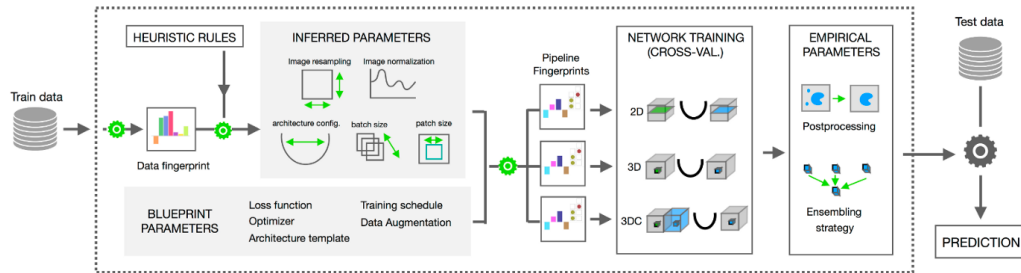 Train data
HEURISTIC RULES
Data fingerprint
INFERRED PARAMETERS
Image resampling
Image normalization
architecture config.
batch size
patch size
BLUEPRINT
PARAMETERS
Loss function
Optimizer
Architecture template
Training schedule
Data Augmentation
Pipeline
Fingerprints
NETWORK TRAINING
(CROSS-VAL.)
2D
3D
3DC
EMPIRICAL
PARAMETERS
Postprocessing
Ensembling
strategy
Test data
PREDICTION